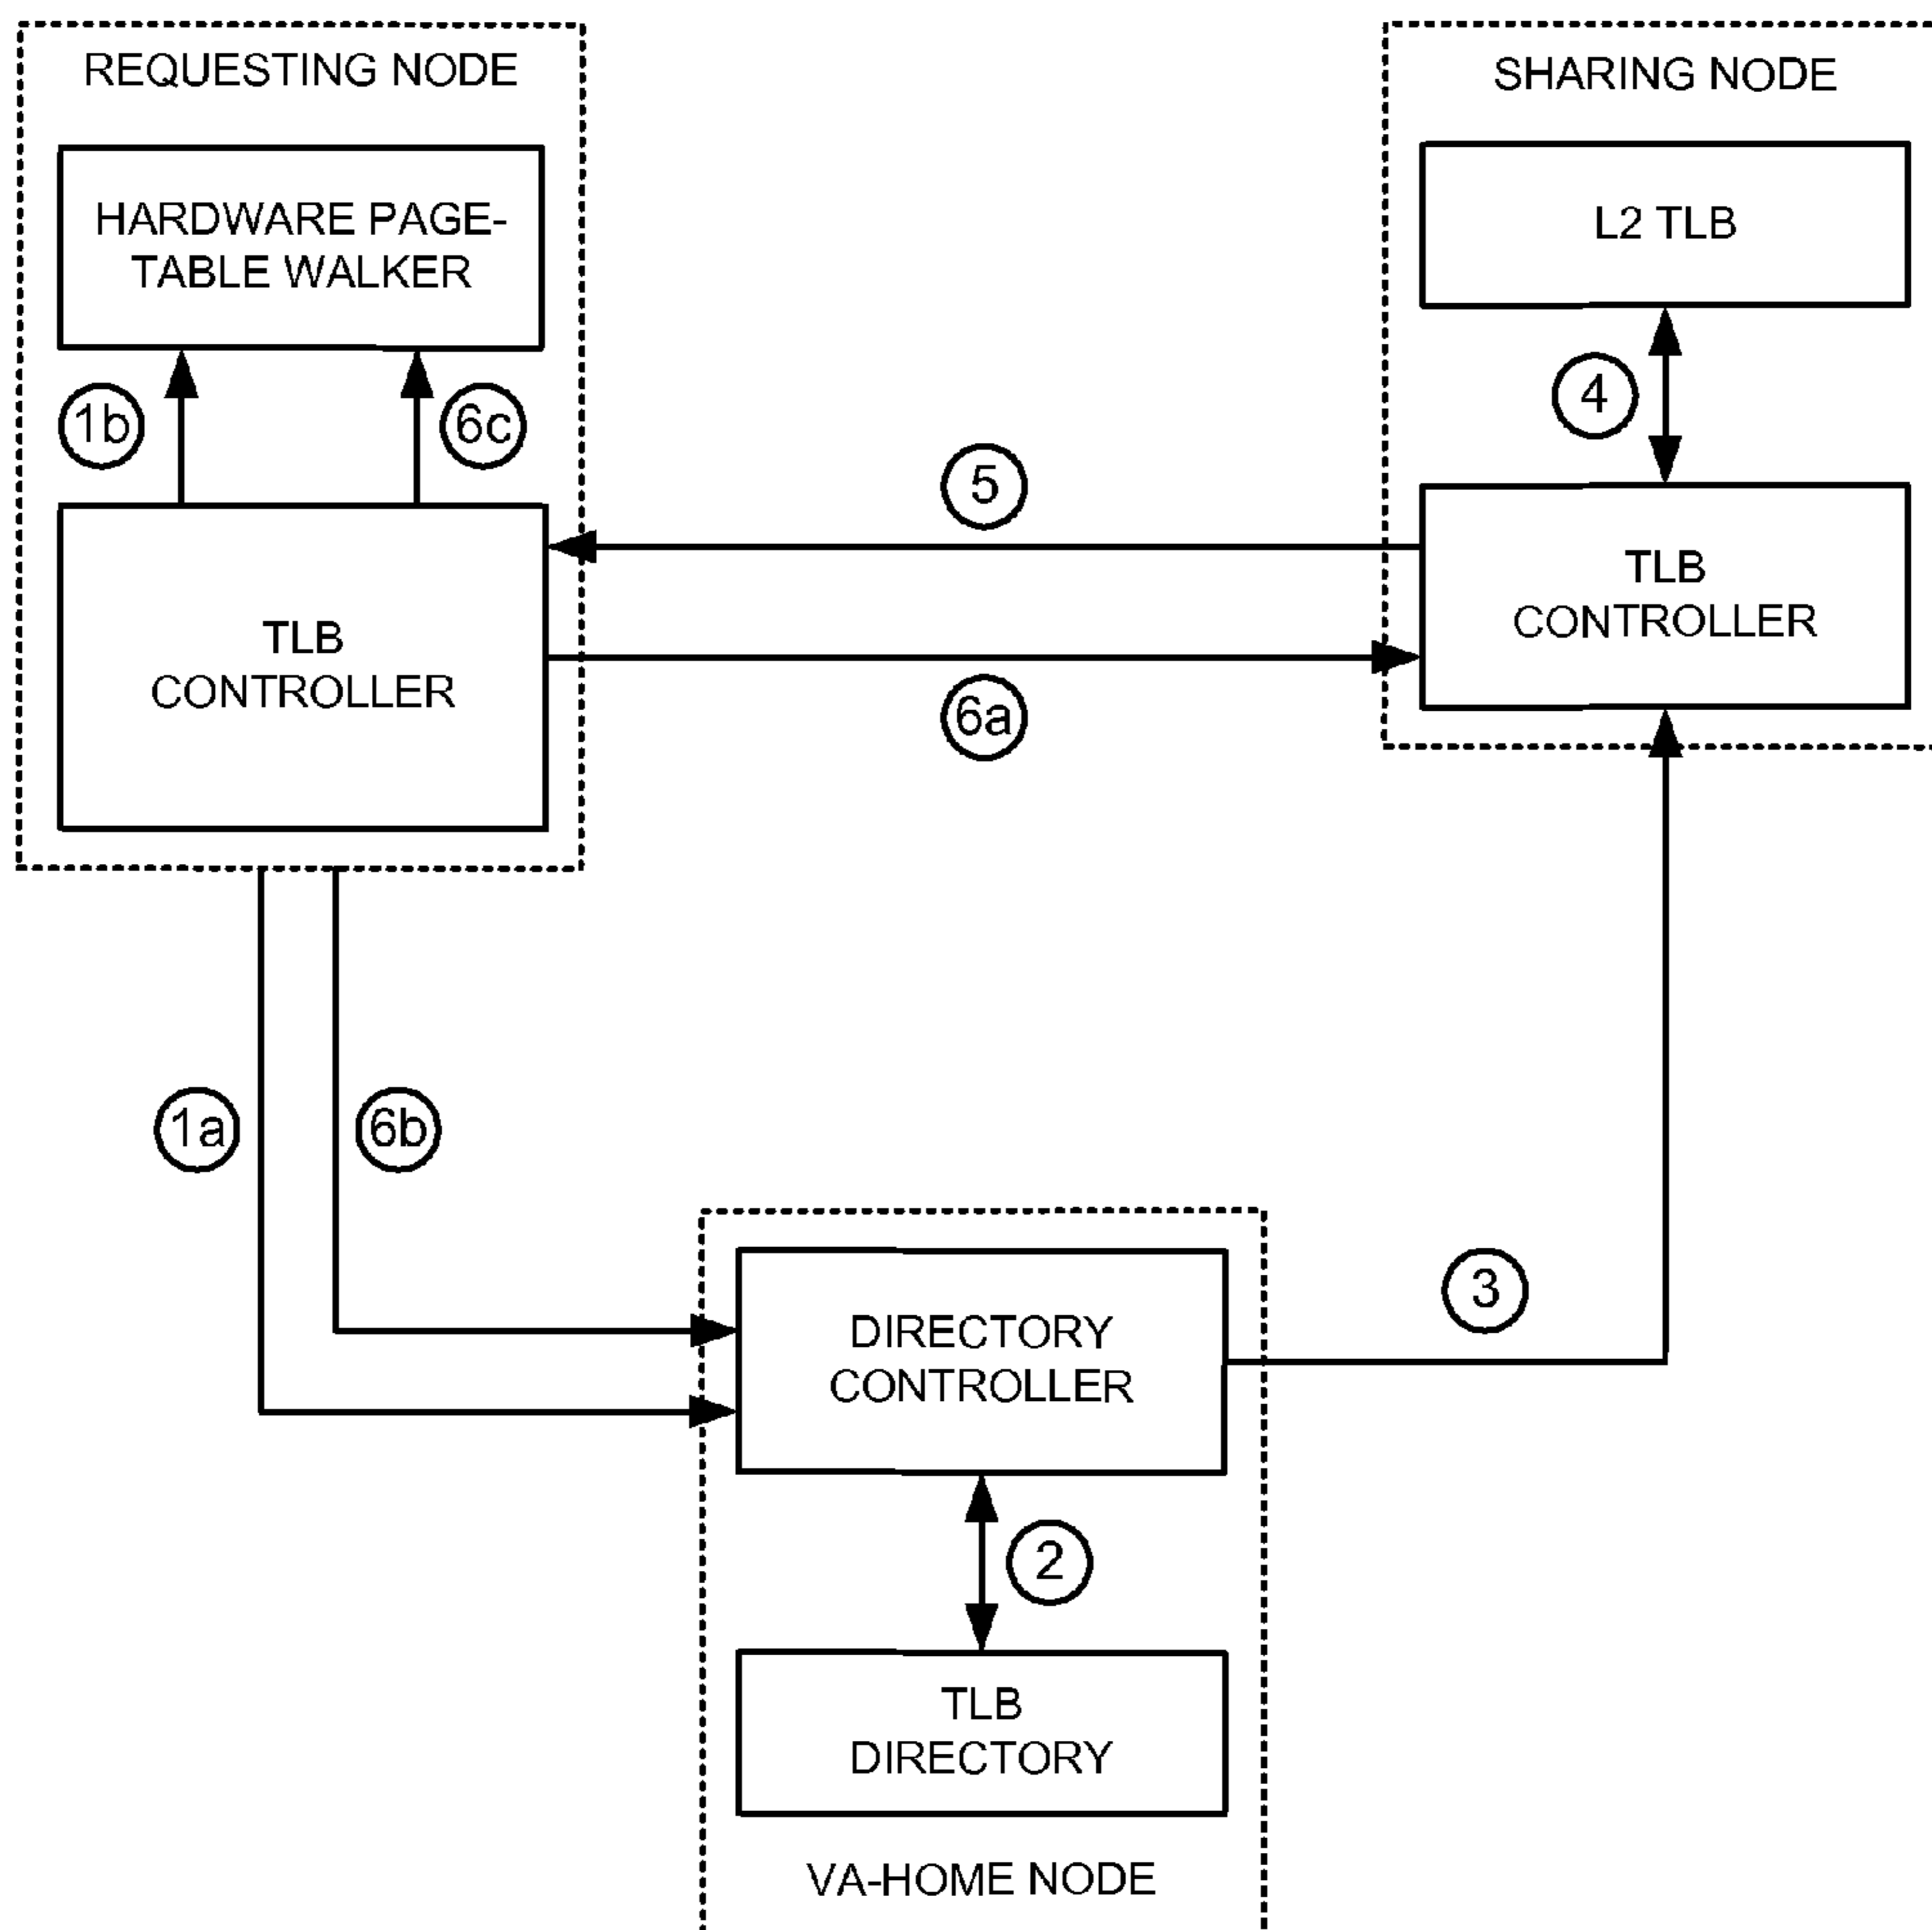 REQUESTING NODE
HARDWARE PAGE-
TABLE WALKER
1b
6c
TLB
CONTROLLER
SHARING NODE
L2 TLB
4
TLB
CONTROLLER
5
6a
1a
6b
3
DIRECTORY
CONTROLLER
2
TLB
DIRECTORY
VA-HOME NODE